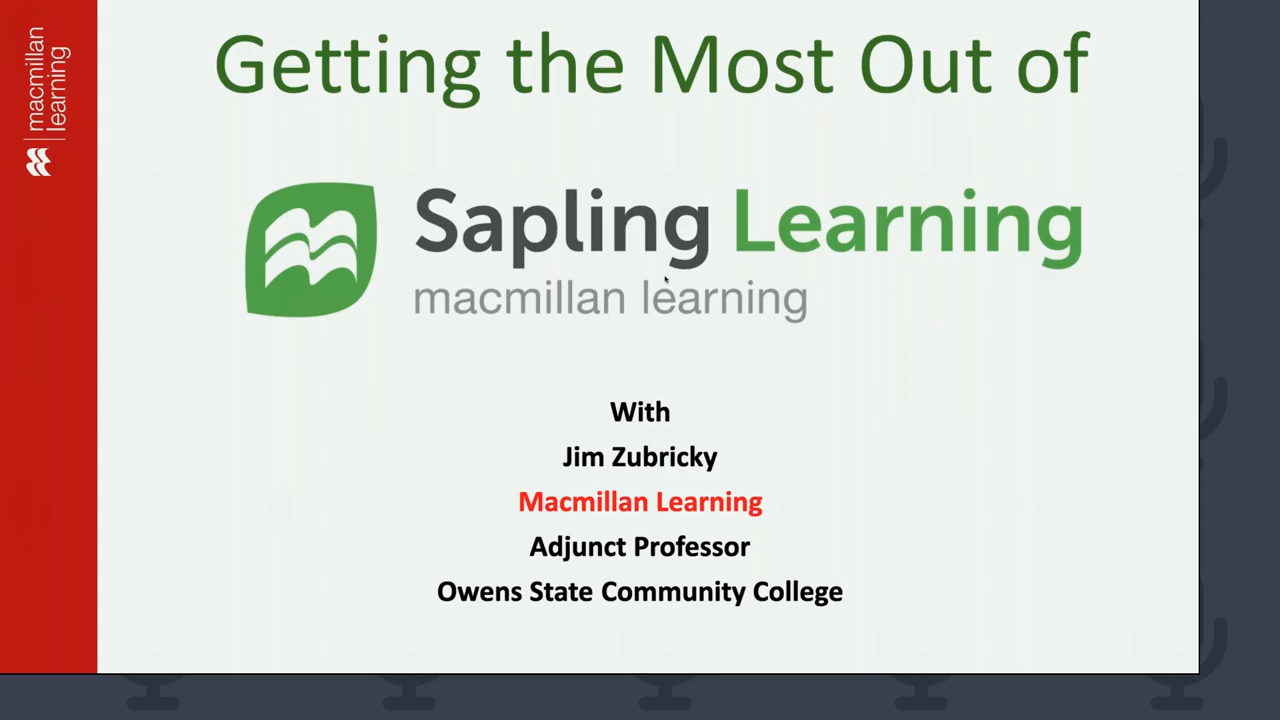 macmillan
learning
Getting the Most Out of
Sapling Learning
macmillan learning
With
Jim Zubricky
Macmillan Learning
Adjunct Professor
Owens State Community College